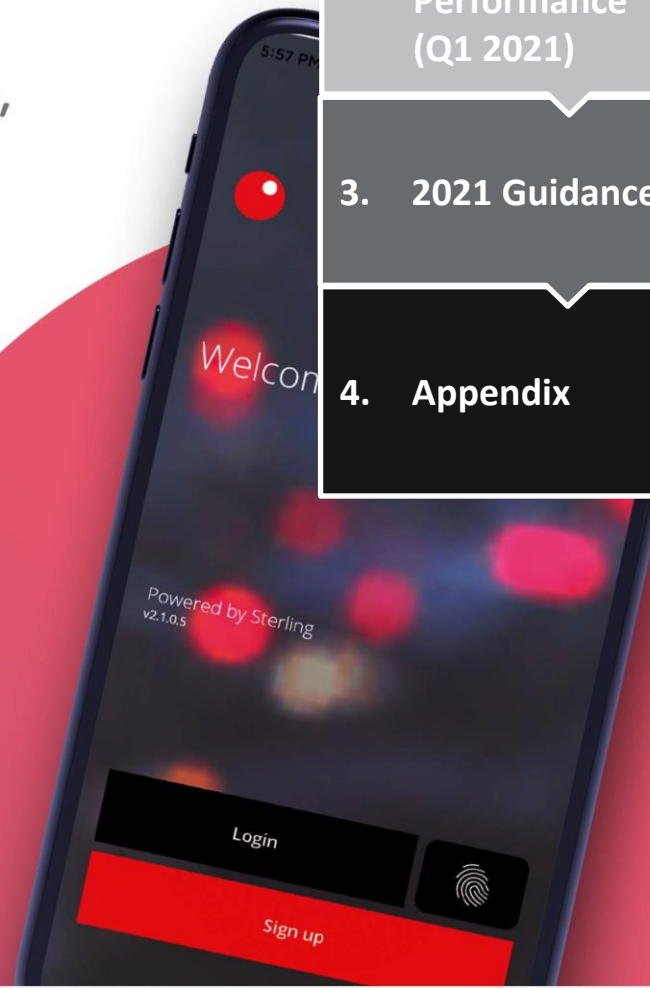 Performance
(Q1 2021)
5:57 PM
3. 2021 Guidance
4. Appendix
Powered by Sterling
v2.1.0.5
Login
Sign up